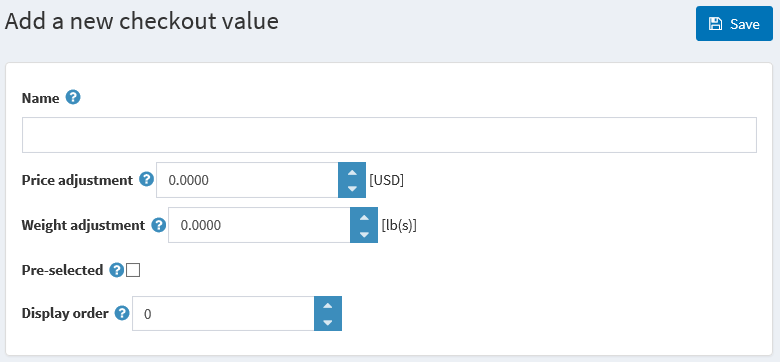 Add a new checkout value
Save
Name ?
Price adjustment ? 0.0000 [USD]
Weight adjustment ? 0.0000 [lb(s)]
Pre-selected ?
Display order ? 0